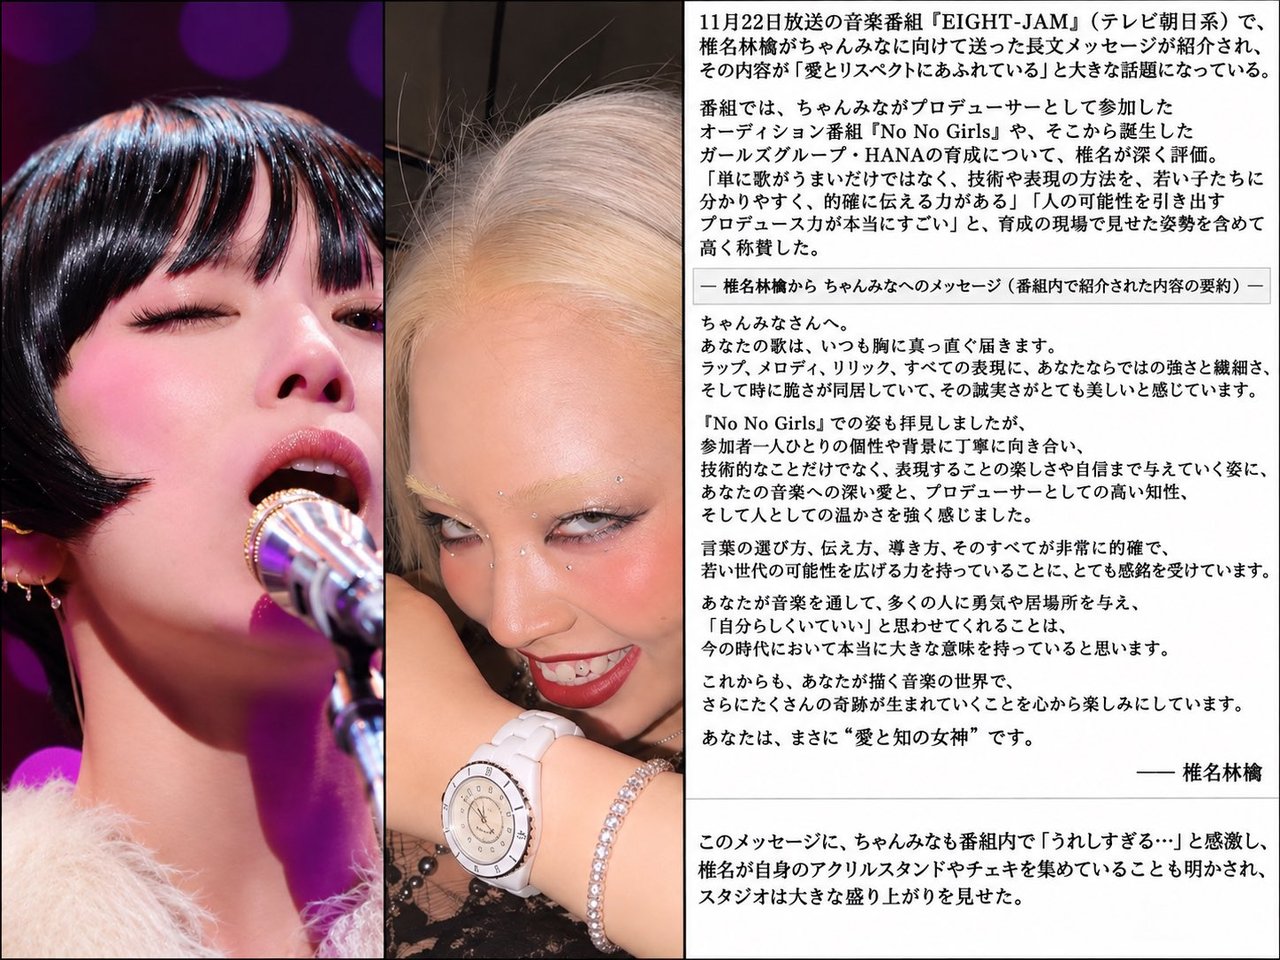 11月22日放送の音楽番組『EIGHT-JAM』（テレビ朝日系）で、
椎名林檎がちゃんみなに向けて送った長文メッセージが紹介され、
その内容が「愛とリスペクトにあふれている」と大きな話題になっている。
番組では、ちゃんみながプロデューサーとして参加した
オーディション番組『No No Girls』や、そこから誕生した
ガールズグループ・HANAの育成について、椎名が深く評価。
「単に歌がうまいだけではなく、技術や表現の方法を、若い子たちに
分かりやすく、的確に伝える力がある」「人の可能性を引き出す
プロデュース力が本当にすごい」と、育成の現場で見せた姿勢を含めて
高く称賛した。
― 椎名林檎から ちゃんみなへのメッセージ（番組内で紹介された内容の要約）―
ちゃんみなさんへ。
あなたの歌は、いつも胸に真っ直ぐ届きます。
ラップ、メロディ、リリック、すべての表現に、あなたならではの強さと繊細さ、
そして時に脆さが同居していて、その誠実さがとても美しいと感じています。
『No No Girls』での姿も拝見しましたが、
参加者一人ひとりの個性や背景に丁寧に向き合い、
技術的なことだけでなく、表現することの楽しさや自信まで与えていく姿に、
あなたの音楽への深い愛と、プロデューサーとしての高い知性、
そして人としての温かさを強く感じました。
言葉の選び方、伝え方、導き方、そのすべてが非常に的確で、
若い世代の可能性を広げる力を持っていることに、とても感銘を受けています。
あなたが音楽を通して、多くの人に勇気や居場所を与え、
「自分らしくいていい」と思わせてくれることは、
今の時代において本当に大きな意味を持っていると思います。
これからも、あなたが描く音楽の世界で、
さらにたくさんの奇跡が生まれていくことを心から楽しみにしています。
あなたは、まさに“愛と知の女神”です。
―― 椎名林檎
このメッセージに、ちゃんみなも番組内で「うれしすぎる…」と感激し、
椎名が自身のアクリルスタンドやチェキを集めていることも明かされ、
スタジオは大きな盛り上がりを見せた。